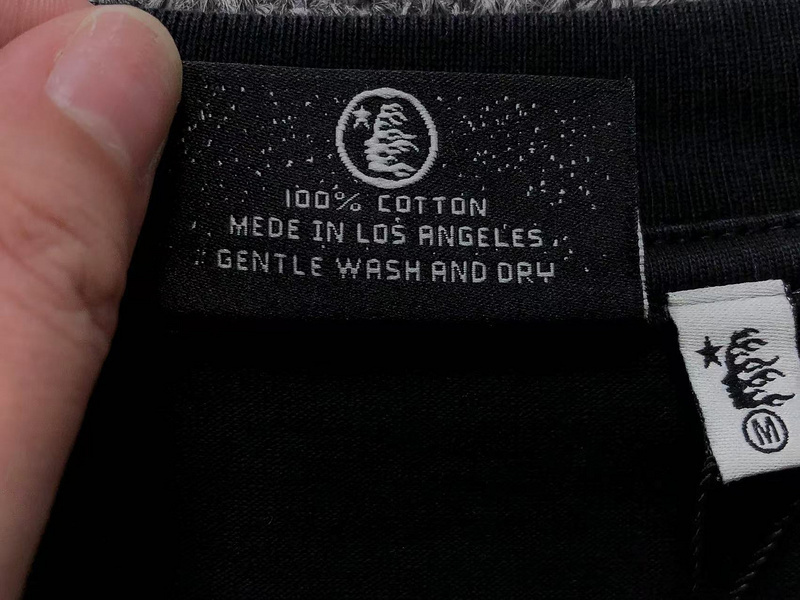 100% COTTON
MEDE IN LOS ANGELES
GENTLE WASH AND DRY
M